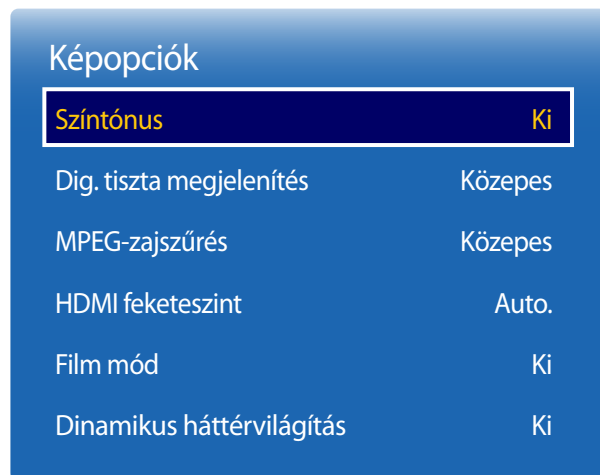 Képopciók
Színtónus Ki
Dig. tiszta megjelenítés Közepes
MPEG-zajszűrés Közepes
HDMI feketeszint Auto.
Film mód Ki
Dinamikus háttérvilágítás Ki